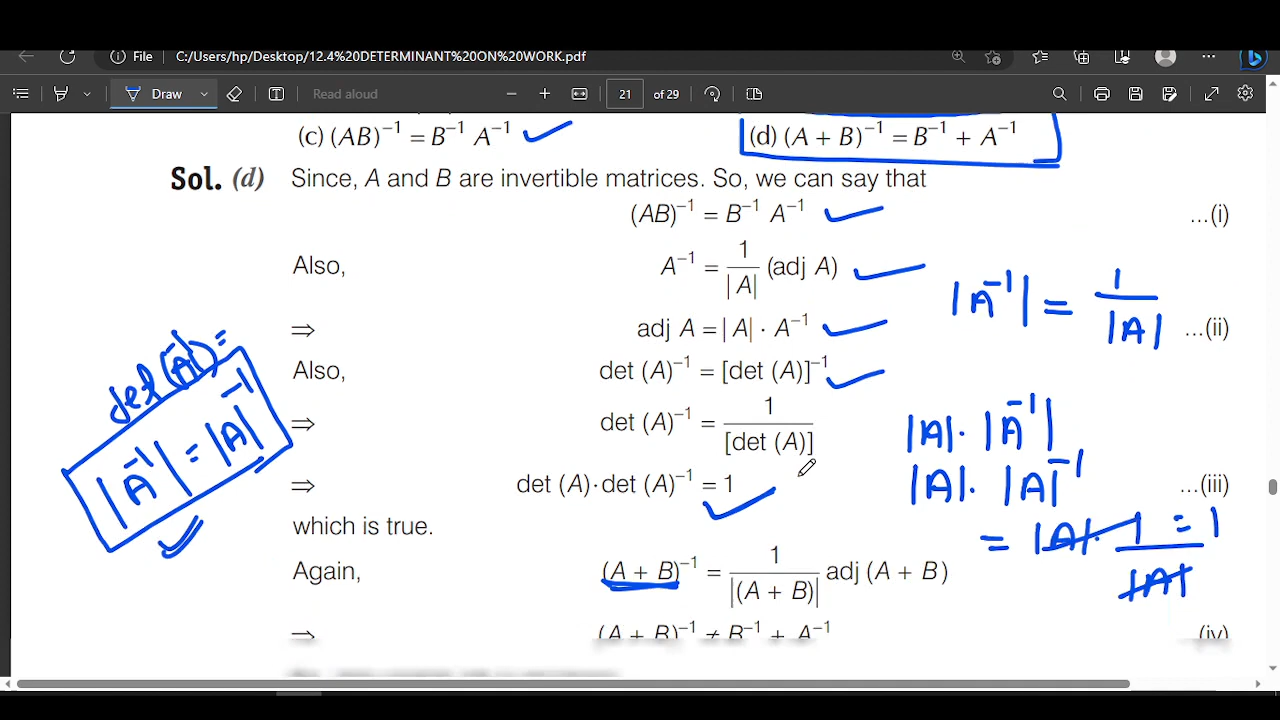 File C:/Users/hp/Desktop/12.4%20DETERMINANT%20ON%20WORK.pdf
Draw Read aloud 21 of 29
(c) (AB)⁻¹ = B⁻¹ A⁻¹ (d) (A + B)⁻¹ = B⁻¹ + A⁻¹
Sol. (d) Since, A and B are invertible matrices. So, we can say that
(AB)⁻¹ = B⁻¹ A⁻¹ ...(i)
Also, A⁻¹ = 1/|A| (adj A)
|A⁻¹| = 1/|A|
⇒ adj A = |A| · A⁻¹ ...(ii)
Also, det (A)⁻¹ = [det (A)]⁻¹
det(A⁻¹) =
|A⁻¹| = |A|⁻¹
⇒ det (A)⁻¹ = 1/[det (A)]
|A| · |A⁻¹|
⇒ det (A) · det (A)⁻¹ = 1 ...(iii)
|A| · |A|⁻¹
= |A| · 1/|A| = 1
which is true.
Again, (A + B)⁻¹ = 1/|(A + B)| adj (A + B)
⇒ (A + B)⁻¹ ≠ B⁻¹ + A⁻¹ ...(iv)